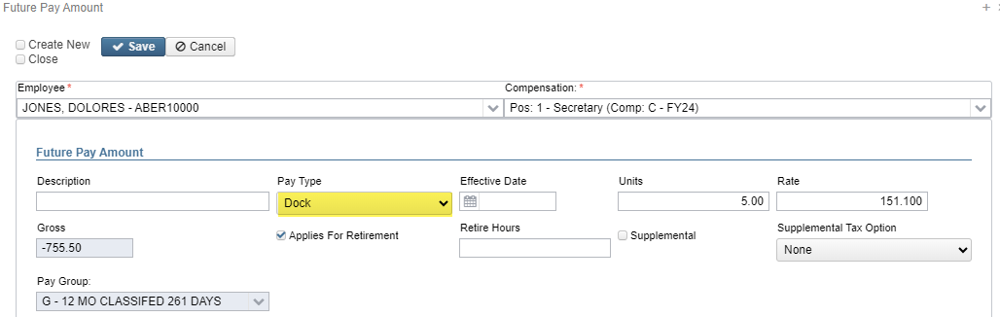 Future Pay Amount
Create New
Save
Cancel
Close
Employee *
Compensation: *
JONES, DOLORES - ABER10000
Pos: 1 - Secretary (Comp: C - FY24)
Future Pay Amount
Description
Pay Type
Effective Date
Units
Rate
Dock
5.00
151.100
Gross
Applies For Retirement
Retire Hours
Supplemental
Supplemental Tax Option
-755.50
None
Pay Group:
G - 12 MO CLASSIFED 261 DAYS